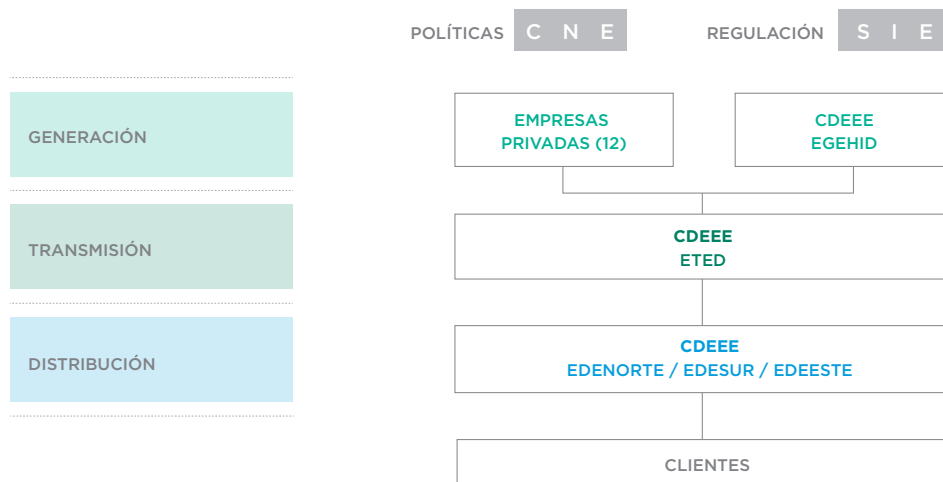 POLÍTICAS C N E REGULACIÓN S I E
GENERACIÓN
EMPRESAS
PRIVADAS (12)
CDEEE
EGEHID
TRANSMISIÓN
CDEEE
ETED
DISTRIBUCIÓN
CDEEE
EDENORTE / EDESUR / EDEESTE
CLIENTES